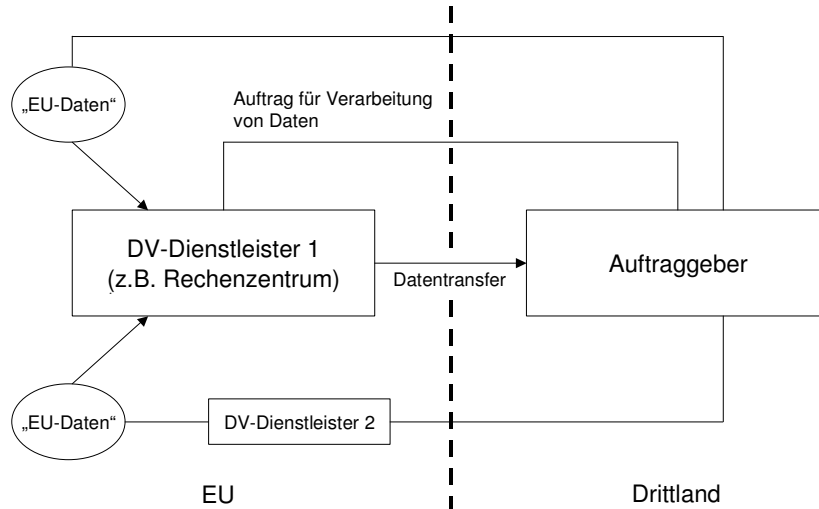 „EU-Daten“
Auftrag für Verarbeitung
von Daten
DV-Dienstleister 1
(z.B. Rechenzentrum)
Datentransfer
Auftraggeber
„EU-Daten“
DV-Dienstleister 2
EU
Drittland